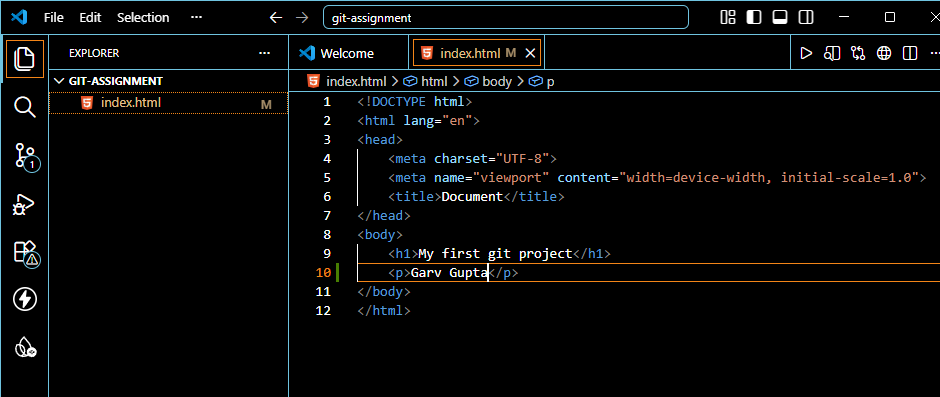 File Edit Selection ··· git-assignment
EXPLORER ··· Welcome index.html M
GIT-ASSIGNMENT
index.html M
index.html > html > body > p
1 <!DOCTYPE html>
2 <html lang="en">
3 <head>
4 <meta charset="UTF-8">
5 <meta name="viewport" content="width=device-width, initial-scale=1.0">
6 <title>Document</title>
7 </head>
8 <body>
9 <h1>My first git project</h1>
10 <p>Garv Gupta</p>
11 </body>
12 </html>
1